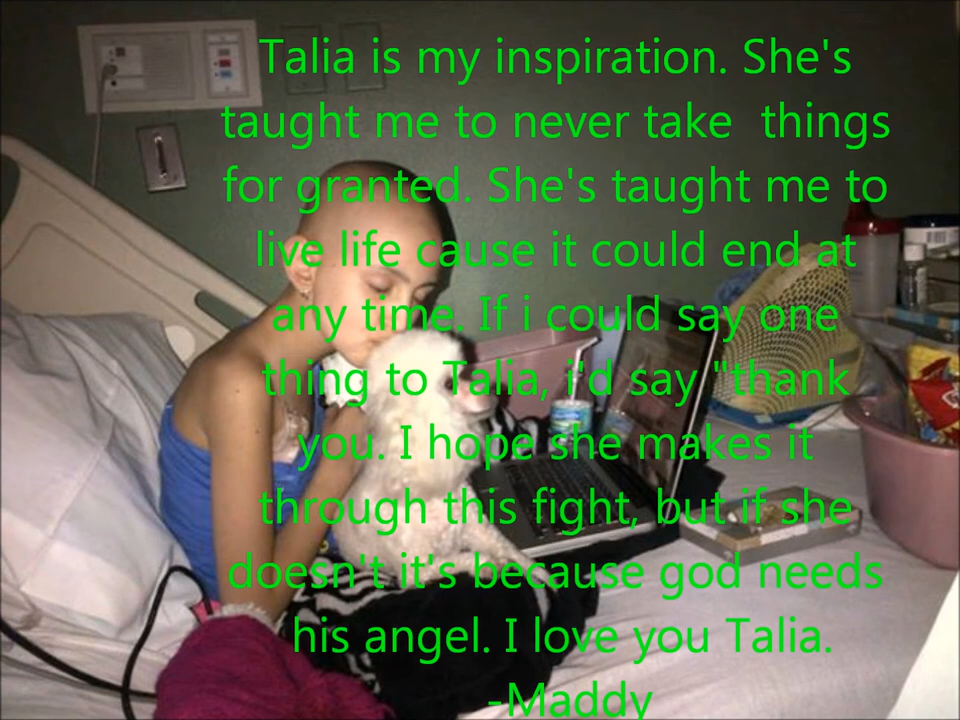 Talia is my inspiration. She's
taught me to never take  things
for granted. She's taught me to
live life cause it could end at
any time. If i could say one
thing to Talia, i'd say "thank
you. I hope she makes it
through this fight, but if she
doesn't it's because god needs
his angel. I love you Talia.
-Maddy